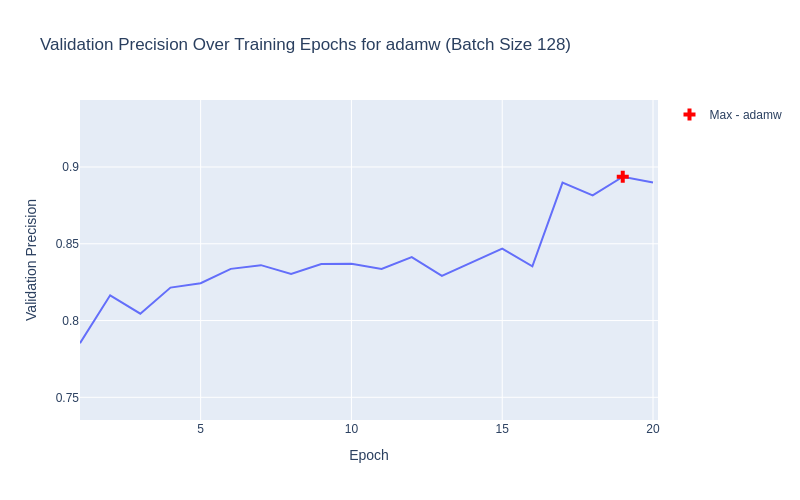 Validation Precision Over Training Epochs for adamw (Batch Size 128)
Max - adamw
0.9
0.85
0.8
0.75
Validation Precision
5
10
15
20
Epoch